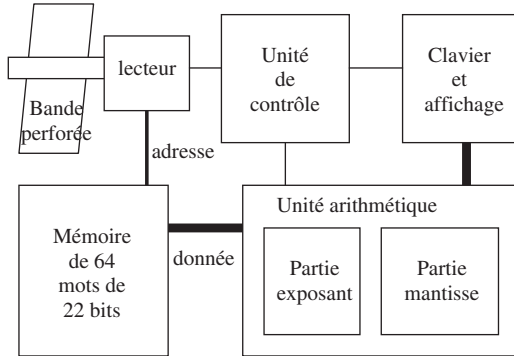 Bande
perforée
lecteur
Unité
de
contrôle
Clavier
et
affichage
adresse
Mémoire
de 64
mots de
22 bits
donnée
Unité arithmétique
Partie
exposant
Partie
mantisse